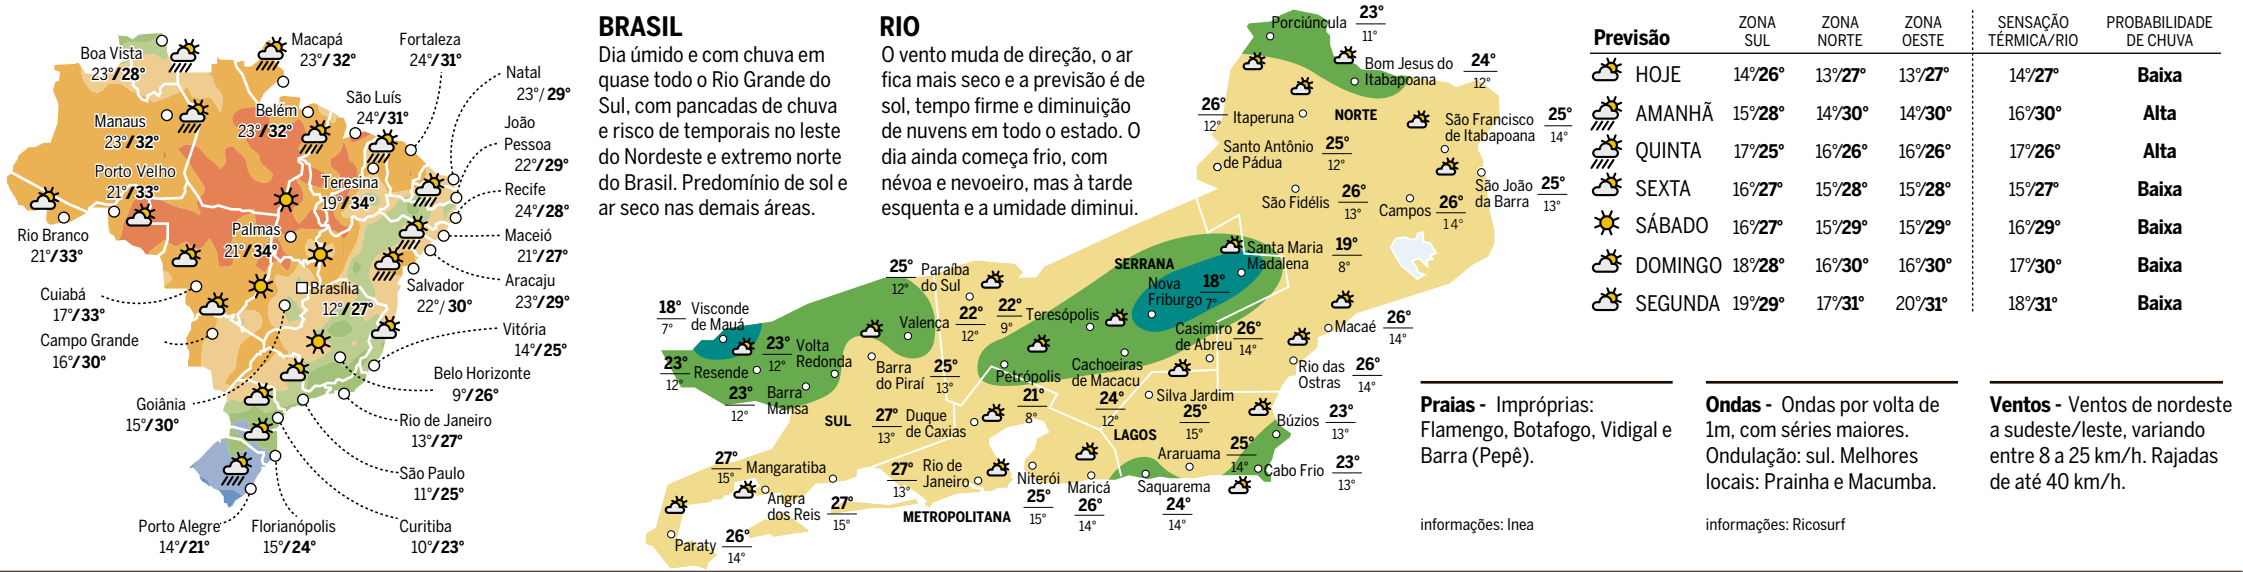 Boa Vista
23°/28°
Macapá
23°/32°
Fortaleza
24°/31°
Natal
23°/29°
São Luís
24°/31°
Belém
23°/32°
Manaus
23°/32°
João
Pessoa
22°/29°
Porto Velho
21°/33°
Teresina
19°/34°
Recife
24°/28°
Rio Branco
21°/33°
Palmas
21°/34°
Maceió
21°/27°
Aracaju
23°/29°
Cuiabá
17°/33°
Brasília
12°/27°
Salvador
22°/30°
Campo Grande
16°/30°
Vitória
14°/25°
Belo Horizonte
9°/26°
Goiânia
15°/30°
Rio de Janeiro
13°/27°
São Paulo
11°/25°
Porto Alegre
14°/21°
Florianópolis
15°/24°
Curitiba
10°/23°
BRASIL
Dia úmido e com chuva em
quase todo o Rio Grande do
Sul, com pancadas de chuva
e risco de temporais no leste
do Nordeste e extremo norte
do Brasil. Predomínio de sol e
ar seco nas demais áreas.
RIO
O vento muda de direção, o ar
fica mais seco e a previsão é de
sol, tempo firme e diminuição
de nuvens em todo o estado. O
dia ainda começa frio, com
névoa e nevoeiro, mas à tarde
esquenta e a umidade diminui.
Porciúncula 23°
11°
Bom Jesus do
Itabapoana 24°
12°
26°
12° Itaperuna
NORTE
São Francisco
de Itabapoana 25°
14°
Santo Antônio
de Pádua 25°
12°
São João
da Barra 25°
13°
São Fidélis 26°
13°
Campos 26°
14°
SERRANA
Santa Maria
Madalena 19°
8°
Nova
Friburgo 18°
7°
25°
12° Paraíba
do Sul
18°
7° Visconde
de Mauá
Valença 22°
12°
22°
9° Teresópolis
Casimiro
de Abreu 26°
14°
Macaé 26°
14°
23°
12° Volta
Redonda
23°
12° Resende
Barra
do Piraí 25°
13°
Petrópolis
21°
8°
Cachoeiras
de Macacu
24°
12°
Rio das
Ostras 26°
14°
23°
12° Barra
Mansa
SUL
27°
13° Duque
de Caxias
Silva Jardim
25°
15°
LAGOS
Búzios 23°
13°
Araruama 25°
14°
Cabo Frio 23°
13°
27°
15° Mangaratiba
27°
13° Rio de
Janeiro
Niterói
25°
15°
Maricá
26°
14°
Saquarema
24°
14°
Angra
dos Reis 27°
15°
METROPOLITANA
Paraty 26°
14°
Previsão ZONA SUL ZONA NORTE ZONA OESTE SENSAÇÃO TÉRMICA/RIO PROBABILIDADE DE CHUVA
HOJE 14°/26° 13°/27° 13°/27° 14°/27° Baixa
AMANHÃ 15°/28° 14°/30° 14°/30° 16°/30° Alta
QUINTA 17°/25° 16°/26° 16°/26° 17°/26° Alta
SEXTA 16°/27° 15°/28° 15°/28° 15°/27° Baixa
SÁBADO 16°/27° 15°/29° 15°/29° 16°/29° Baixa
DOMINGO 18°/28° 16°/30° 16°/30° 17°/30° Baixa
SEGUNDA 19°/29° 17°/31° 20°/31° 18°/31° Baixa
Praias - Impróprias:
Flamengo, Botafogo, Vidigal e
Barra (Pepê).
informações: Inea
Ondas - Ondas por volta de
1m, com séries maiores.
Ondulação: sul. Melhores
locais: Prainha e Macumba.
informações: Ricosurf
Ventos - Ventos de nordeste
a sudeste/leste, variando
entre 8 a 25 km/h. Rajadas
de até 40 km/h.